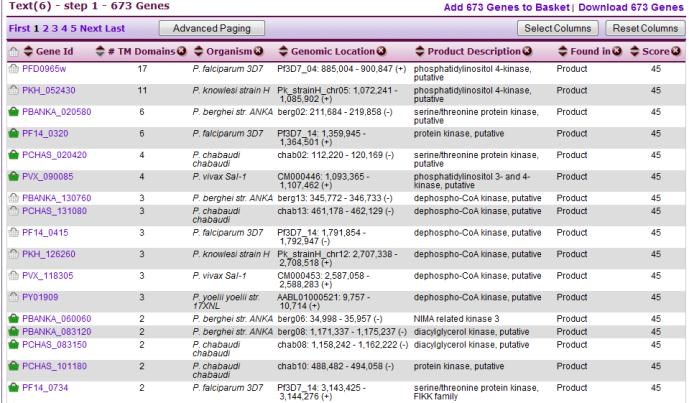 Text(6) - step 1 - 673 Genes
Add 673 Genes to Basket | Download 673 Genes
First 1 2 3 4 5 Next Last Advanced Paging Select Columns Reset Columns
Gene Id # TM Domains Organism Genomic Location Product Description Found in Score
PFD0965w 17 P. falciparum 3D7 Pf3D7_04: 885,004 - 900,847 (+) phosphatidylinositol 4-kinase, Product 45
putative
PKH_052430 11 P. knowlesi strain H Pk_strainH_chr05: 1,072,241 - phosphatidylinositol 4-kinase, Product 45
1,085,902 (+) putative
PBANKA_020580 6 P. berghei str. ANKA berg02: 211,684 - 219,858 (-) serine/threonine protein kinase, Product 45
putative
PF14_0320 6 P. falciparum 3D7 Pf3D7_14: 1,359,945 - protein kinase, putative Product 45
1,364,501 (+)
PCHAS_020420 4 P. chabaudi chab02: 112,220 - 120,169 (-) serine/threonine protein kinase, Product 45
chabaudi putative
PVX_090085 4 P. vivax Sal-1 CM000446: 1,093,365 - phosphatidylinositol 3- and 4- Product 45
1,107,462 (+) kinase, putative
PBANKA_130760 3 P. berghei str. ANKA berg13: 345,772 - 346,733 (-) dephospho-CoA kinase, putative Product 45
PCHAS_131080 3 P. chabaudi chab13: 461,178 - 462,129 (-) dephospho-CoA kinase, putative Product 45
chabaudi
PF14_0415 3 P. falciparum 3D7 Pf3D7_14: 1,791,854 - dephospho-CoA kinase, putative Product 45
1,792,947 (-)
PKH_126260 3 P. knowlesi strain H Pk_strainH_chr12: 2,707,338 - dephospho-CoA kinase, putative Product 45
2,708,518 (+)
PVX_118305 3 P. vivax Sal-1 CM000453: 2,587,058 - dephospho-CoA kinase, putative Product 45
2,588,283 (+)
PY01909 3 P. yoelii yoelii str. AABL01000521: 9,757 - dephospho-CoA kinase, putative Product 45
17XNL 10,714 (+)
PBANKA_060060 2 P. berghei str. ANKA berg06: 34,998 - 35,957 (-) NIMA related kinase 3 Product 45
PBANKA_083120 2 P. berghei str. ANKA berg08: 1,171,337 - 1,175,237 (-) diacylglycerol kinase, putative Product 45
PCHAS_083150 2 P. chabaudi chab08: 1,158,242 - 1,162,222 (-) diacylglycerol kinase, putative Product 45
chabaudi
PCHAS_101180 2 P. chabaudi chab10: 488,482 - 494,058 (-) protein kinase, putative Product 45
chabaudi
PF14_0734 2 P. falciparum 3D7 Pf3D7_14: 3,143,425 - serine/threonine protein kinase, Product 45
3,144,276 (+) FIKK family